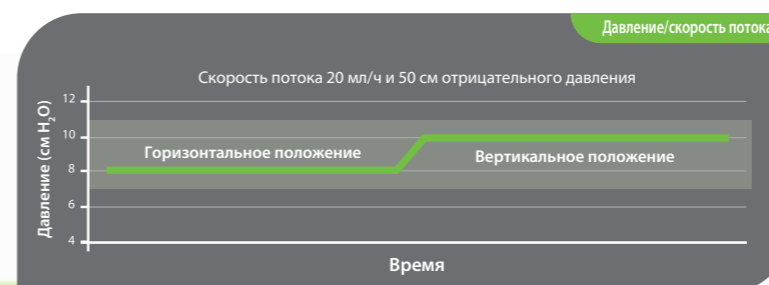 Давление/скорость потока
Скорость потока 20 мл/ч и 50 см отрицательного давления
Давление (см H₂O)
12
10
8
6
4
Горизонтальное положение
Вертикальное положение
Время